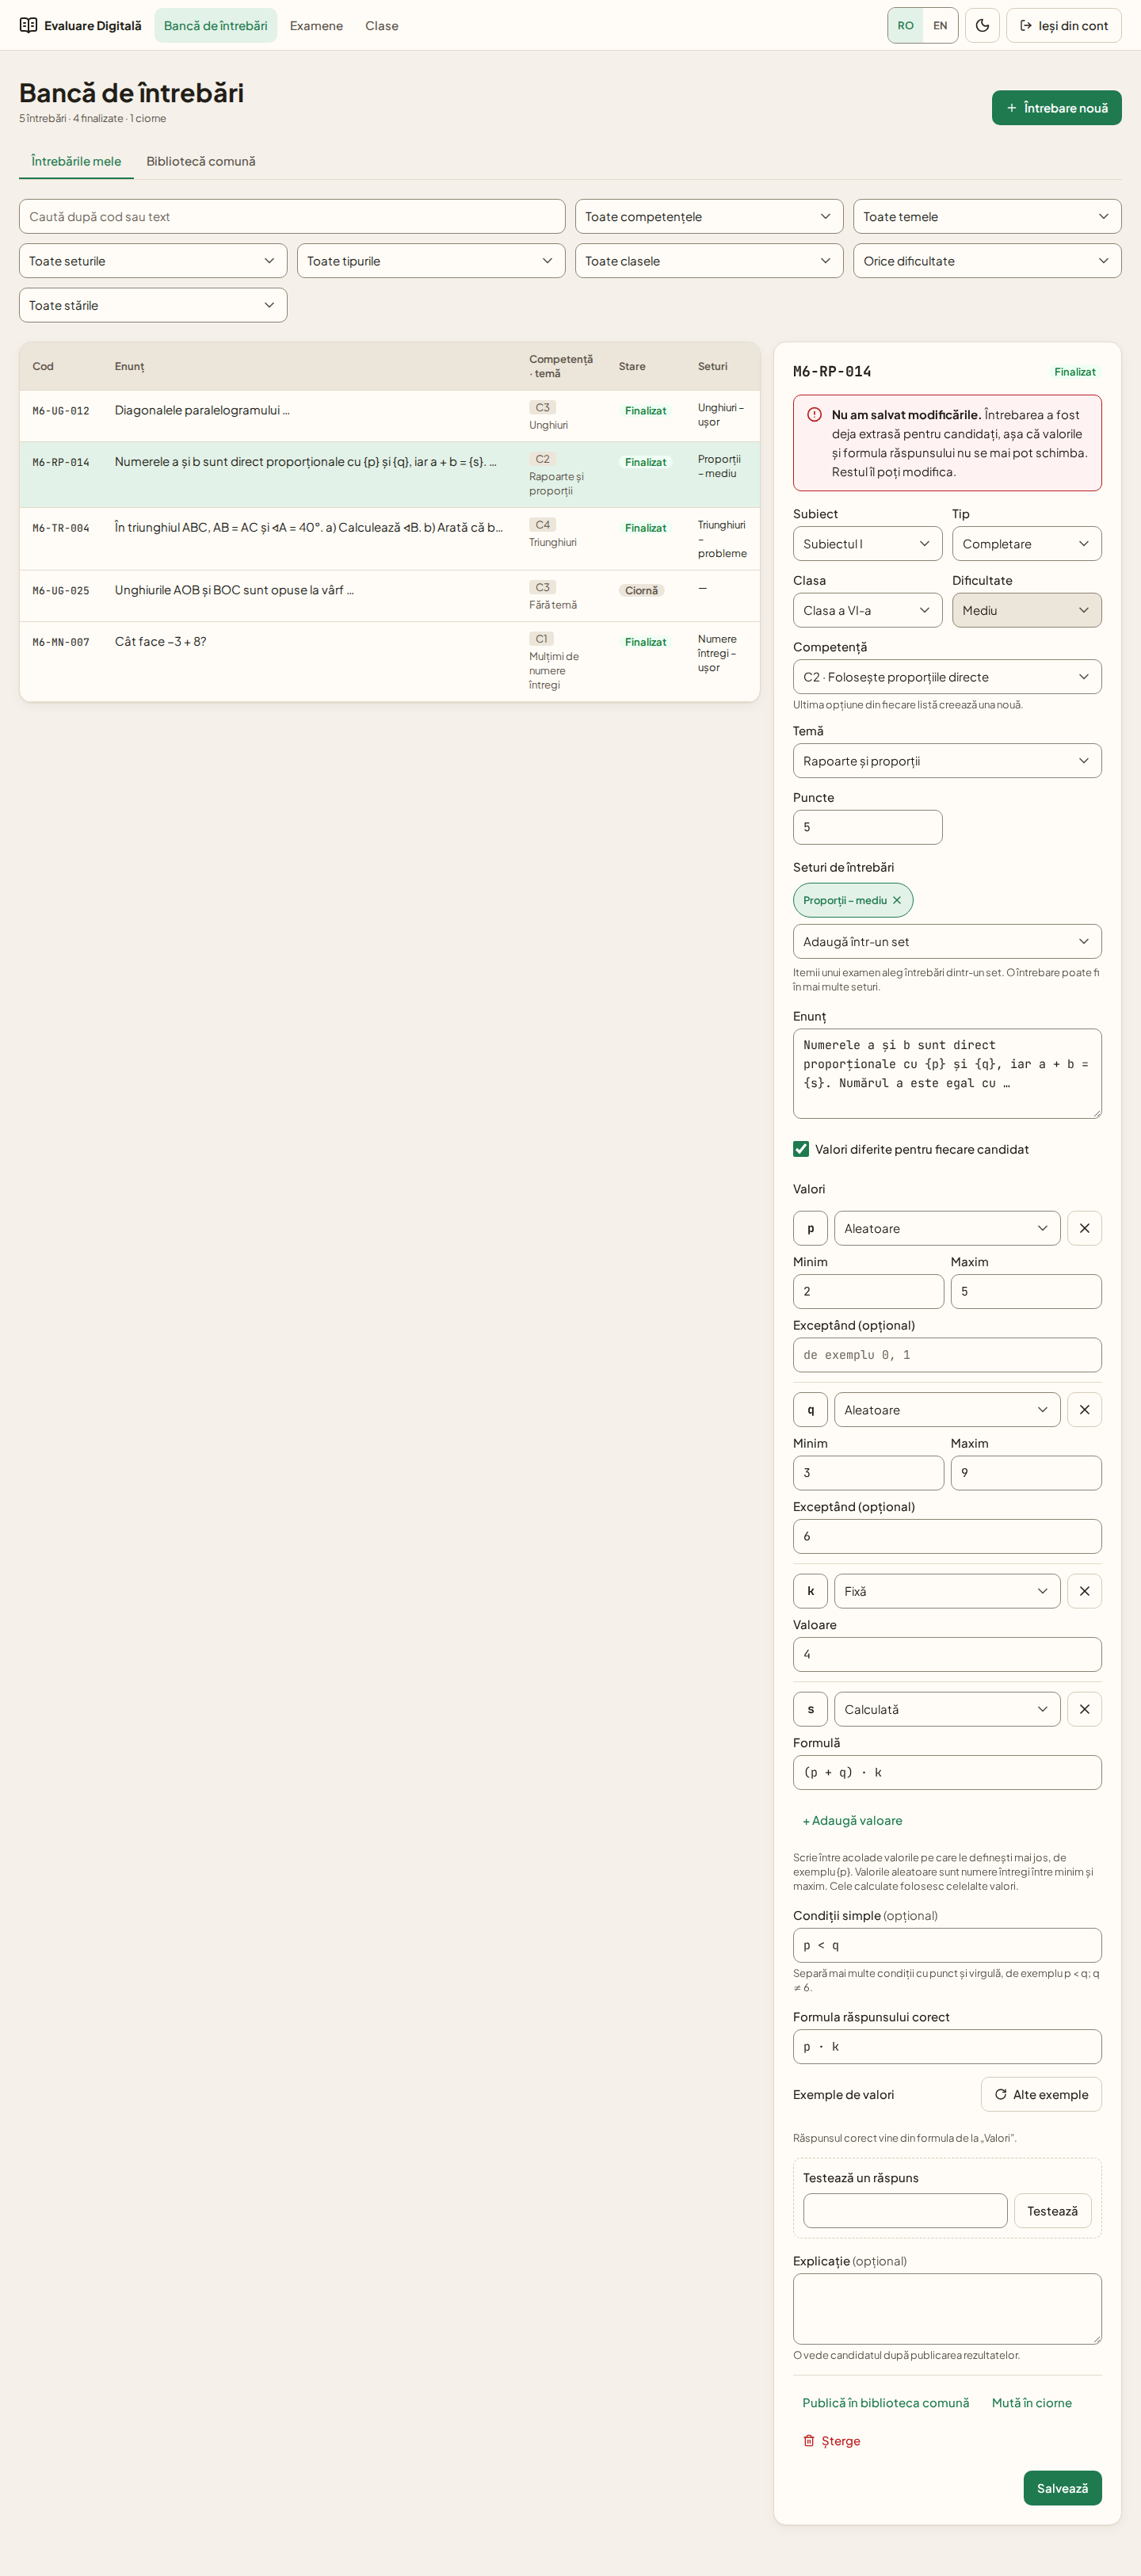 Evaluare Digitală
Bancă de întrebări
Examene
Clase
RO
EN
Ieși din cont
Bancă de întrebări
5 întrebări · 4 finalizate · 1 ciorne
+ Întrebare nouă
Întrebările mele
Bibliotecă comună
Caută după cod sau text
Toate competențele
Toate temele
Toate seturile
Toate tipurile
Toate clasele
Orice dificultate
Toate stările
Cod
Enunț
Competență
· temă
Stare
Seturi
M6-UG-012
Diagonalele paralelogramului …
C3
Unghiuri
Finalizat
Unghiuri –
ușor
M6-RP-014
Numerele a și b sunt direct proporționale cu {p} și {q}, iar a + b = {s}. …
C2
Rapoarte și
proporții
Finalizat
Proporții
– mediu
M6-TR-004
În triunghiul ABC, AB = AC și ∢A = 40°. a) Calculează ∢B. b) Arată că b…
C4
Triunghiuri
Finalizat
Triunghiuri
–
probleme
M6-UG-025
Unghiurile AOB și BOC sunt opuse la vârf …
C3
Fără temă
Ciornă
—
M6-MN-007
Cât face −3 + 8?
C1
Mulțimi de
numere
întregi
Finalizat
Numere
întregi –
ușor
M6-RP-014
Finalizat
Nu am salvat modificările. Întrebarea a fost
deja extrasă pentru candidați, așa că valorile
și formula răspunsului nu se mai pot schimba.
Restul îl poți modifica.
Subiect
Tip
Subiectul I
Completare
Clasa
Dificultate
Clasa a VI-a
Mediu
Competență
C2 · Folosește proporțiile directe
Ultima opțiune din fiecare listă creează una nouă.
Temă
Rapoarte și proporții
Puncte
5
Seturi de întrebări
Proporții – mediu ×
Adaugă într-un set
Itemii unui examen aleg întrebări dintr-un set. O întrebare poate fi
în mai multe seturi.
Enunț
Numerele a și b sunt direct
proporționale cu {p} și {q}, iar a + b =
{s}. Numărul a este egal cu …
Valori diferite pentru fiecare candidat
Valori
p
Aleatoare
Minim
Maxim
2
5
Exceptând (opțional)
de exemplu 0, 1
q
Aleatoare
Minim
Maxim
3
9
Exceptând (opțional)
6
k
Fixă
Valoare
4
s
Calculată
Formulă
(p + q) · k
+ Adaugă valoare
Scrie între acolade valorile pe care le definești mai jos, de
exemplu {p}. Valorile aleatoare sunt numere întregi între minim și
maxim. Cele calculate folosesc celelalte valori.
Condiții simple (opțional)
p < q
Separă mai multe condiții cu punct și virgulă, de exemplu p < q; q
≠ 6.
Formula răspunsului corect
p · k
Exemple de valori
Alte exemple
Răspunsul corect vine din formula de la „Valori”.
Testează un răspuns
Testează
Explicație (opțional)
O vede candidatul după publicarea rezultatelor.
Publică în biblioteca comună
Mută în ciorne
Șterge
Salvează